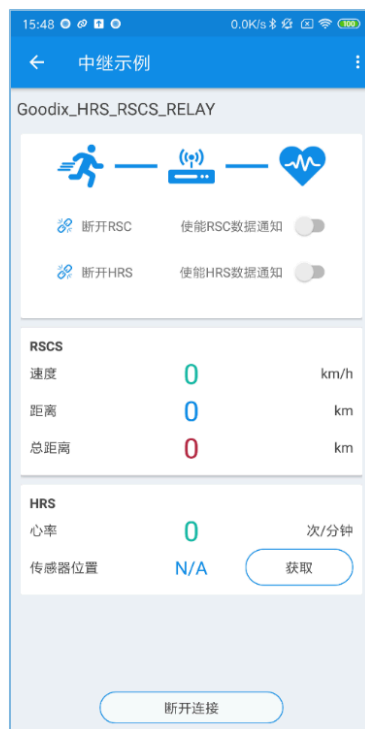 15:48 0.0K/s 100
中继示例
Goodix_HRS_RSCS_RELAY
断开RSC 使能RSC数据通知
断开HRS 使能HRS数据通知
RSCS
速度 0 km/h
距离 0 km
总距离 0 km
HRS
心率 0 次/分钟
传感器位置 N/A 获取
断开连接